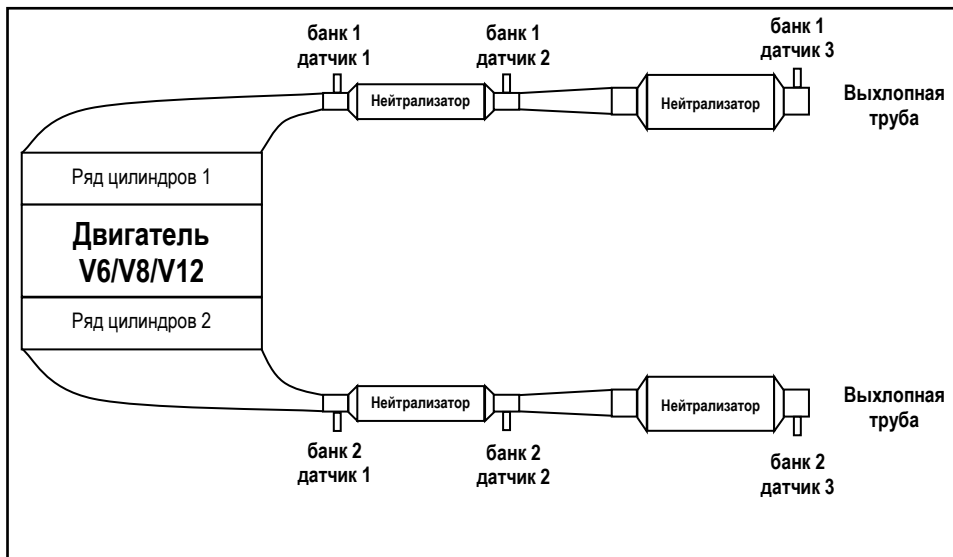 банк 1
датчик 1
банк 1
датчик 2
банк 1
датчик 3
Нейтрализатор
Нейтрализатор
Выхлопная
труба
Ряд цилиндров 1
Двигатель
V6/V8/V12
Ряд цилиндров 2
Нейтрализатор
Нейтрализатор
Выхлопная
труба
банк 2
датчик 1
банк 2
датчик 2
банк 2
датчик 3